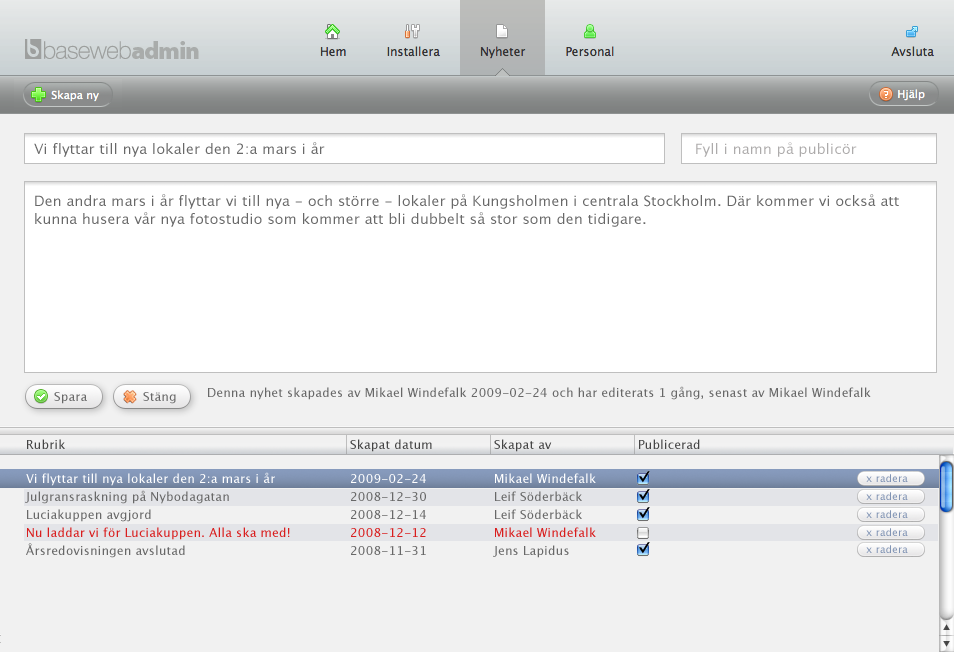 basewebadmin
Hem
Installera
Nyheter
Personal
Avsluta
Skapa ny
Hjälp
Vi flyttar till nya lokaler den 2:a mars i år
Fyll i namn på publicör
Den andra mars i år flyttar vi till nya – och större – lokaler på Kungsholmen i centrala Stockholm. Där kommer vi också att
kunna husera vår nya fotostudio som kommer att bli dubbelt så stor som den tidigare.
Spara
Stäng
Denna nyhet skapades av Mikael Windefalk 2009-02-24 och har editerats 1 gång, senast av Mikael Windefalk
Rubrik Skapat datum Skapat av Publicerad
Vi flyttar till nya lokaler den 2:a mars i år 2009-02-24 Mikael Windefalk x radera
Julgransraskning på Nybodagatan 2008-12-30 Leif Söderbäck x radera
Luciakuppen avgjord 2008-12-14 Leif Söderbäck x radera
Nu laddar vi för Luciakuppen. Alla ska med! 2008-12-12 Mikael Windefalk x radera
Årsredovisningen avslutad 2008-11-31 Jens Lapidus x radera